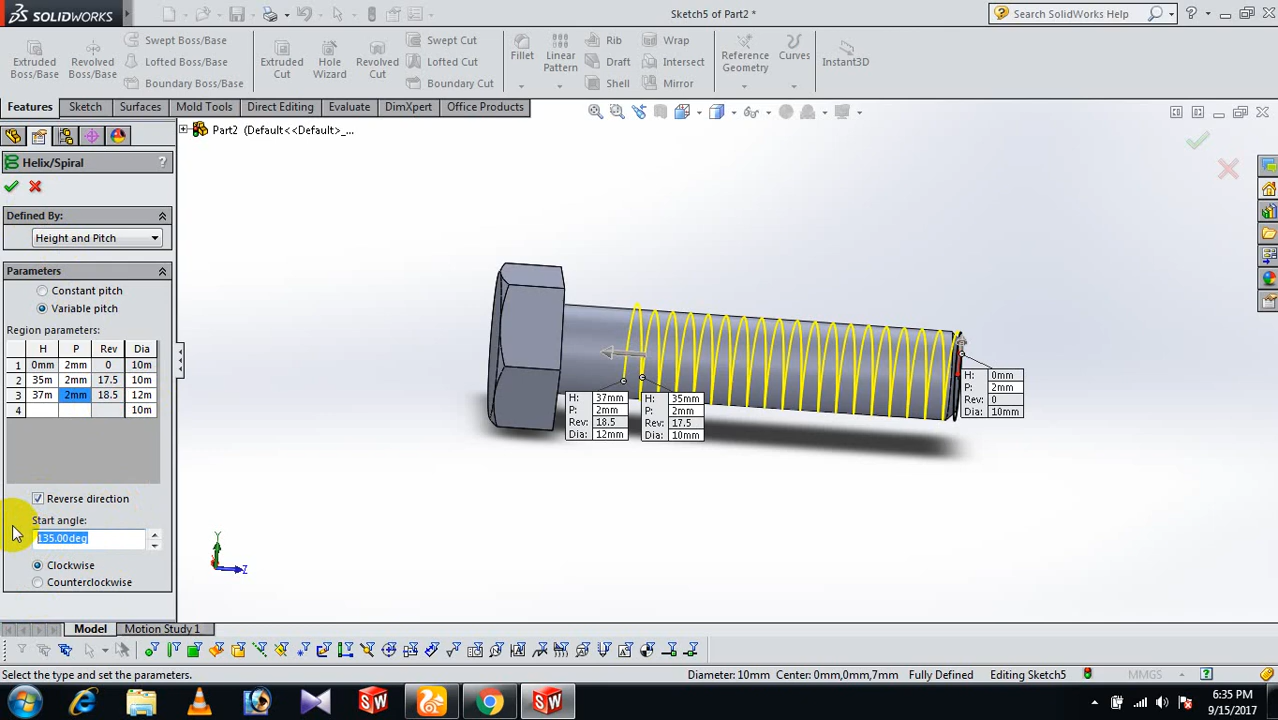 SOLIDWORKS
Sketch5 of Part2 *
Search SolidWorks Help
Extruded Boss/Base
Revolved Boss/Base
Swept Boss/Base
Lofted Boss/Base
Boundary Boss/Base
Extruded Cut
Hole Wizard
Revolved Cut
Swept Cut
Lofted Cut
Boundary Cut
Fillet
Linear Pattern
Rib
Draft
Shell
Wrap
Intersect
Mirror
Reference Geometry
Curves
Instant3D
Features Sketch Surfaces Mold Tools Direct Editing Evaluate DimXpert Office Products
Part2 (Default<<Default>_...
Helix/Spiral ?
Defined By:
Height and Pitch
Parameters
Constant pitch
Variable pitch
Region parameters:
H P Rev Dia
1 0mm 2mm 0 10m
2 35m 2mm 17.5 10m
3 37m 2mm 18.5 12m
4 10m
Reverse direction
Start angle:
135.00deg
Clockwise
Counterclockwise
H: 37mm
P: 2mm
Rev: 18.5
Dia: 12mm
H: 35mm
P: 2mm
Rev: 17.5
Dia: 10mm
H: 0mm
P: 2mm
Rev: 0
Dia: 10mm
Y
Z
Model Motion Study 1
Select the type and set the parameters.
Diameter: 10mm Center: 0mm,0mm,7mm Fully Defined Editing Sketch5 MMGS
SW
SW
6:35 PM
9/15/2017